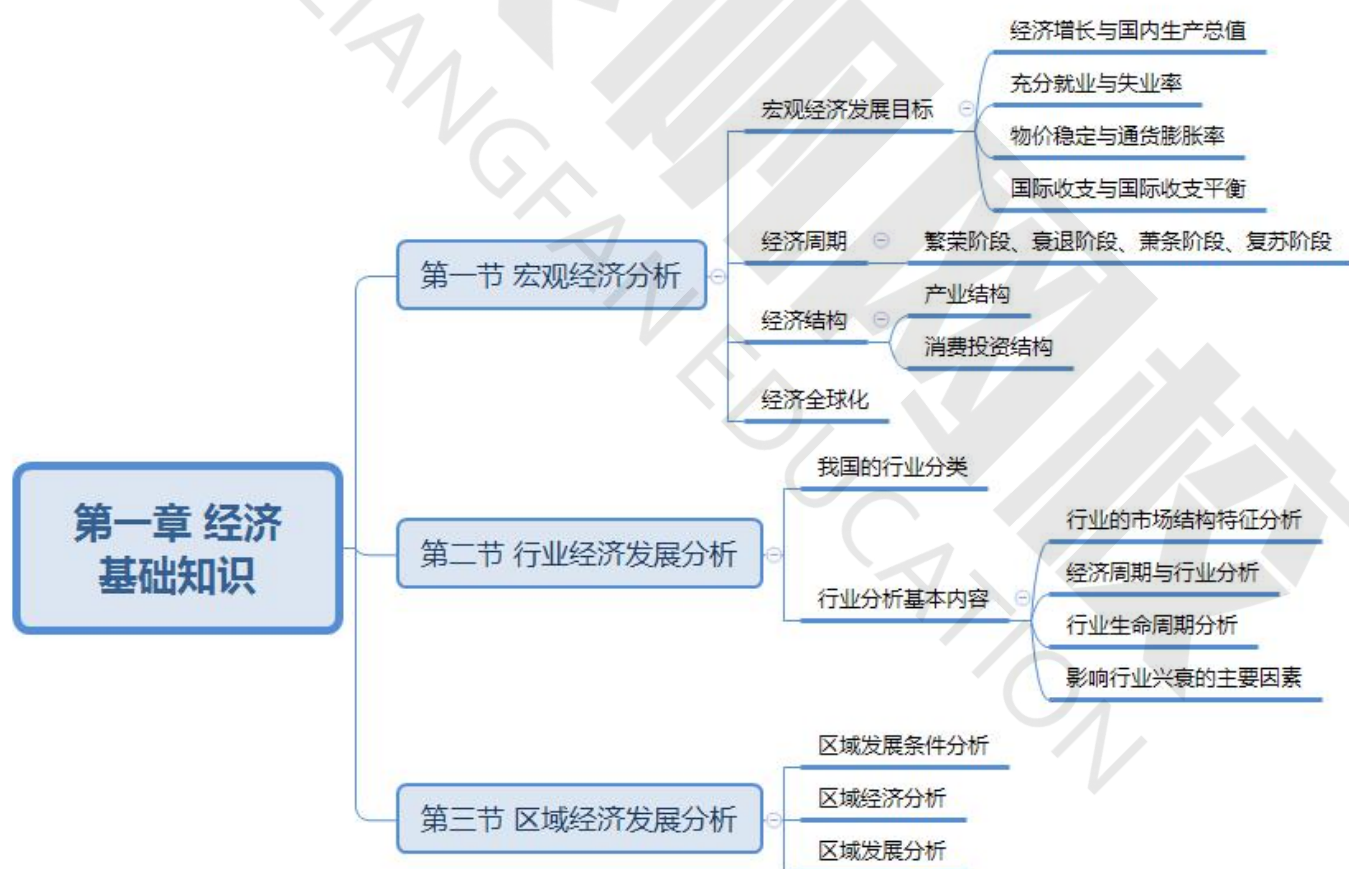 第一章 经济
基础知识
第一节 宏观经济分析
宏观经济发展目标
经济增长与国内生产总值
充分就业与失业率
物价稳定与通货膨胀率
国际收支与国际收支平衡
经济周期
繁荣阶段、衰退阶段、萧条阶段、复苏阶段
经济结构
产业结构
消费投资结构
经济全球化
第二节 行业经济发展分析
我国的行业分类
行业分析基本内容
行业的市场结构特征分析
经济周期与行业分析
行业生命周期分析
影响行业兴衰的主要因素
第三节 区域经济发展分析
区域发展条件分析
区域经济分析
区域发展分析
LIANGFAN EDUCATION
网校